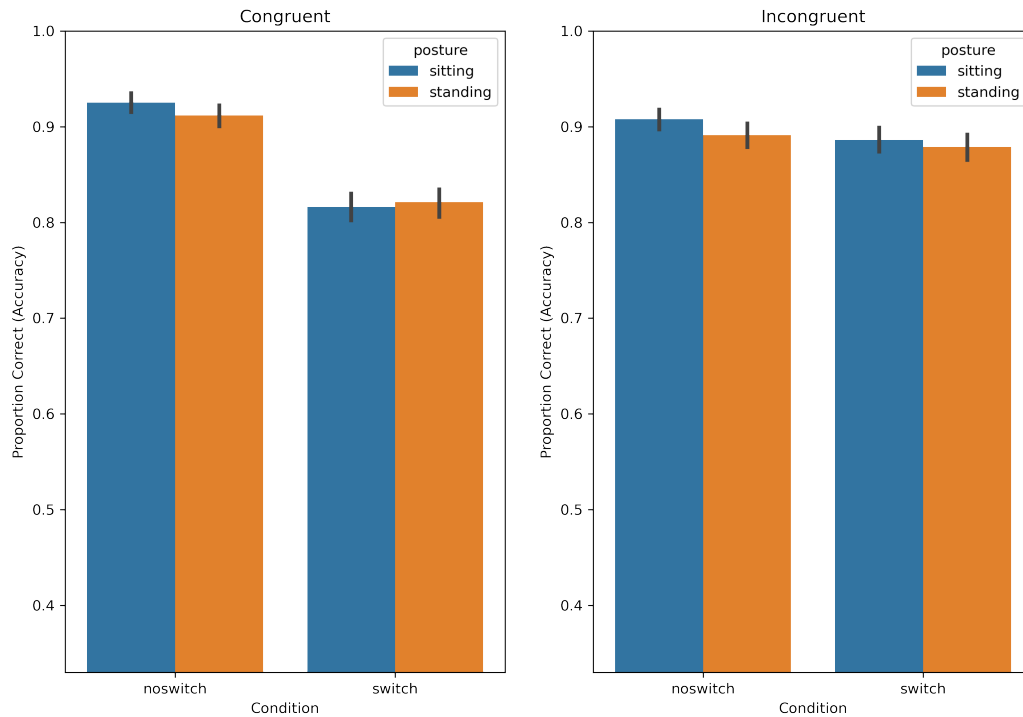 Congruent
posture
sitting
standing
1.0
0.9
0.8
0.7
0.6
0.5
0.4
Proportion Correct (Accuracy)
noswitch
switch
Condition
Incongruent
posture
sitting
standing
1.0
0.9
0.8
0.7
0.6
0.5
0.4
Proportion Correct (Accuracy)
noswitch
switch
Condition